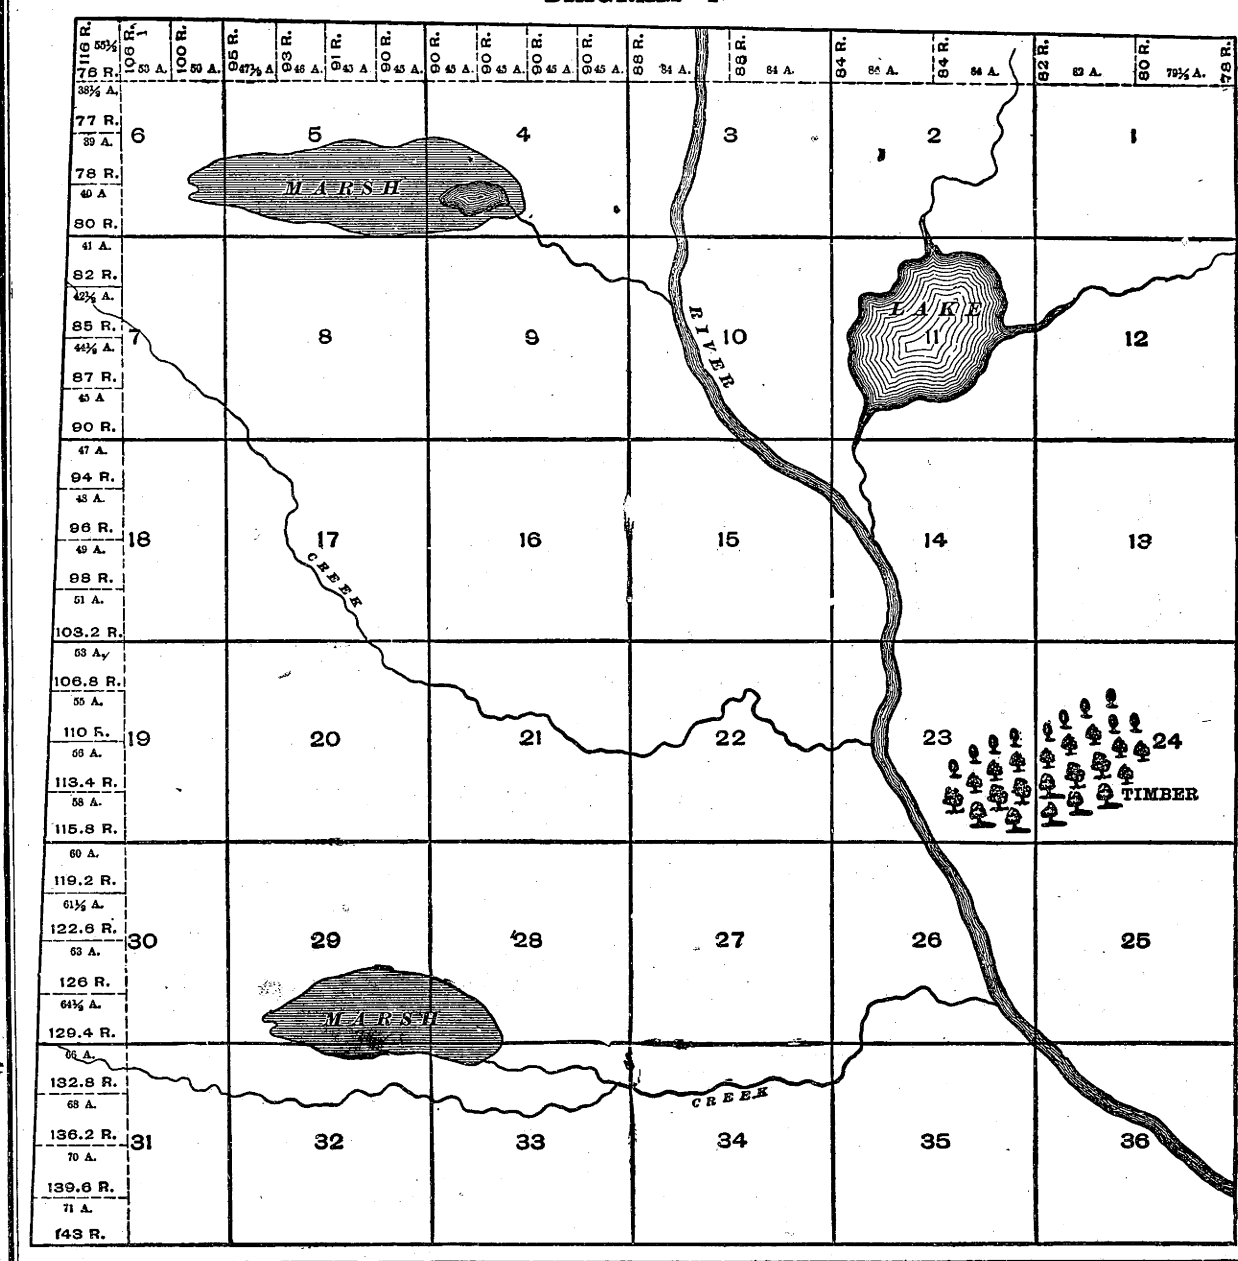 116 R. 55½ 106 R. 1 100 R. 95 R. 93 R. 91 R. 90 R. 90 R. 90 R. 90 R. 90 R. 88 R. 88 R. 84 R. 84 R. 82 R. 80 R. 78 R.
76 R. 53 A. 50 A. 47½ A. 46 A. 45 A. 45 A. 45 A. 45 A. 45 A. 45 A. 84 A. 84 A. 84 A. 83 A. 79½ A.
38½ A.
77 R.
6 5 4 3 2 1
39 A.
78 R.
MARSH
40 A
80 R.
41 A.
82 R.
42½ A.
LAKE
RIVER
85 R.
7 8 9 10 11 12
44½ A.
87 R.
45 A
90 R.
47 A.
94 R.
48 A.
96 R.
18 17 16 15 14 13
49 A.
CREEK
98 R.
51 A.
103.2 R.
53 A.
106.8 R.
55 A.
110 R.
19 20 21 22 23 24
56 A.
113.4 R.
TIMBER
58 A.
115.8 R.
60 A.
119.2 R.
61½ A.
122.6 R.
30 29 28 27 26 25
63 A.
126 R.
64½ A.
MARSH
129.4 R.
66 A.
132.8 R.
CREEK
68 A.
136.2 R.
31 32 33 34 35 36
70 A.
139.6 R.
71 A.
143 R.